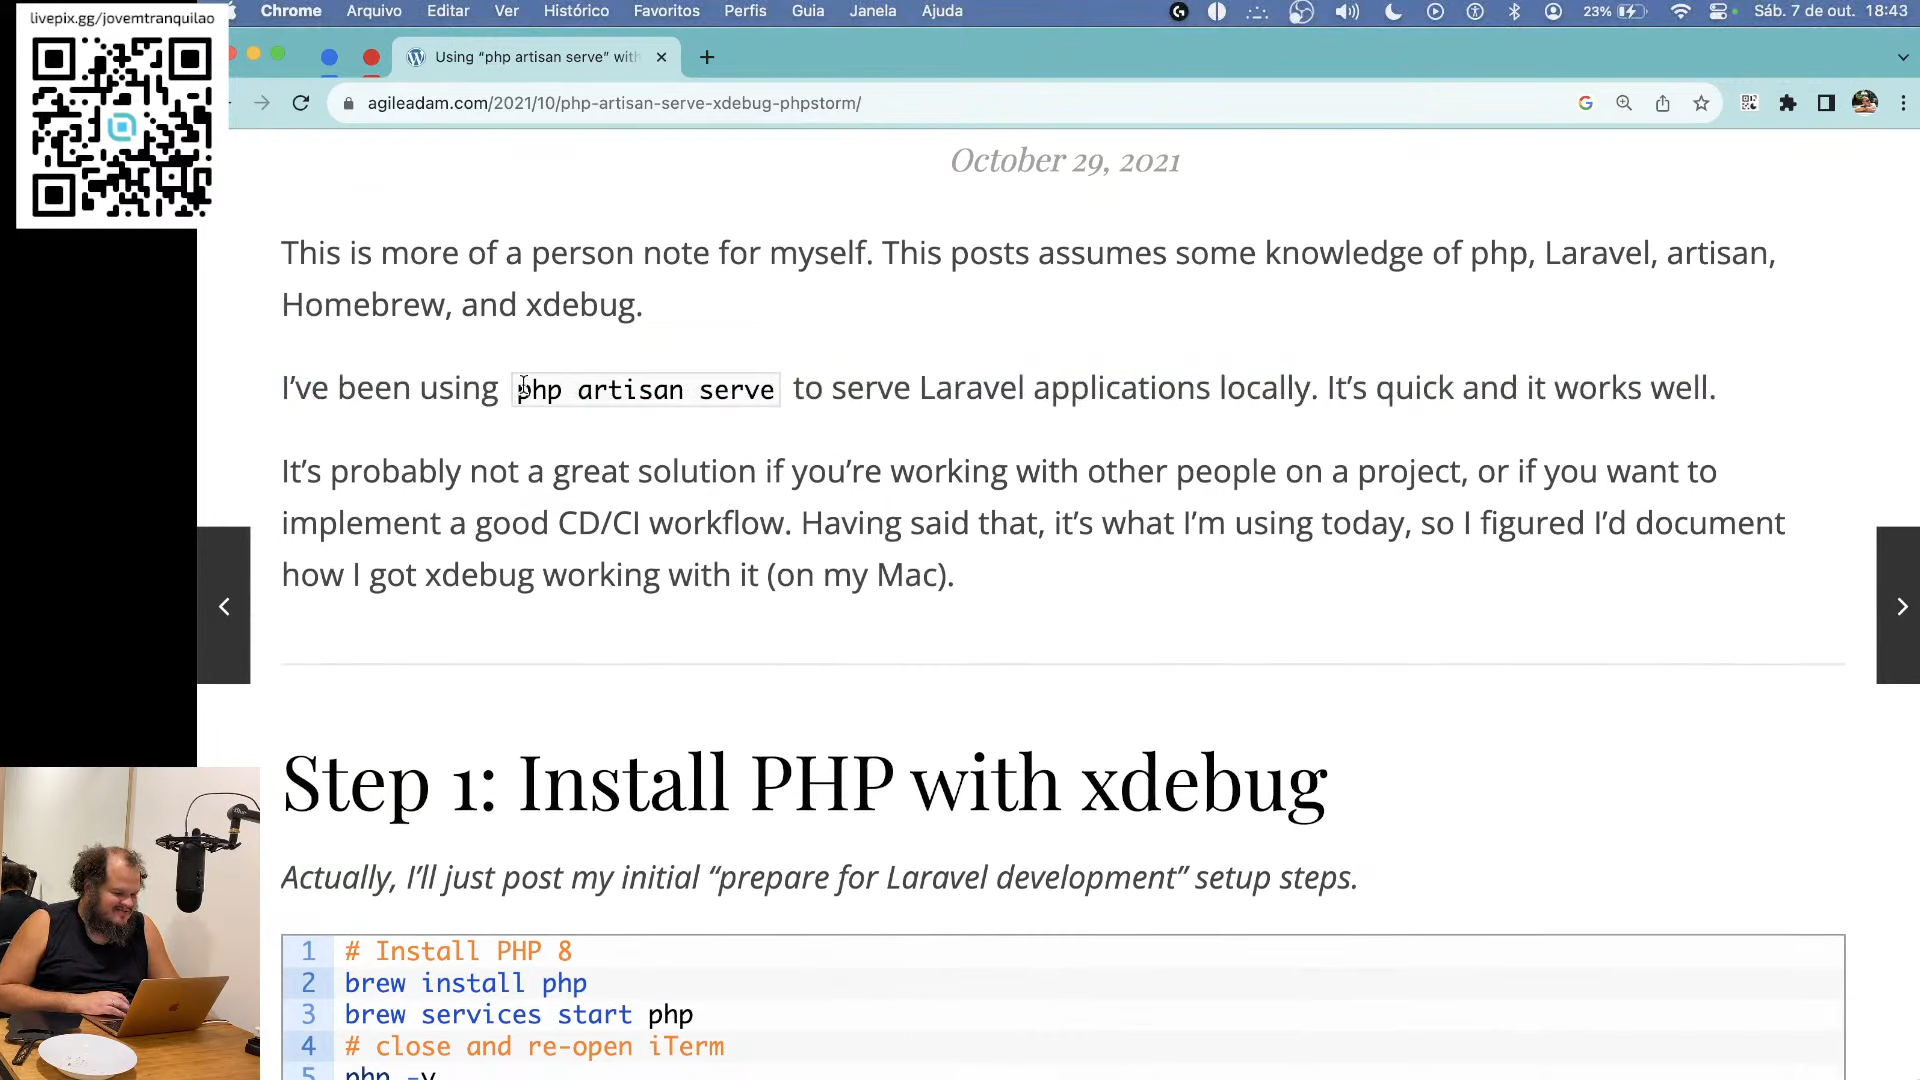 livepix.gg/jovemtranquilao
Chrome Arquivo Editar Ver Histórico Favoritos Perfis Guia Janela Ajuda 23% Sáb. 7 de out. 18:43
Using “php artisan serve” with
agileadam.com/2021/10/php-artisan-serve-xdebug-phpstorm/
October 29, 2021
This is more of a person note for myself. This posts assumes some knowledge of php, Laravel, artisan,
Homebrew, and xdebug.
I’ve been using php artisan serve to serve Laravel applications locally. It’s quick and it works well.
It’s probably not a great solution if you’re working with other people on a project, or if you want to
implement a good CD/CI workflow. Having said that, it’s what I’m using today, so I figured I’d document
how I got xdebug working with it (on my Mac).
Step 1: Install PHP with xdebug
Actually, I’ll just post my initial “prepare for Laravel development” setup steps.
1 # Install PHP 8
2 brew install php
3 brew services start php
4 # close and re-open iTerm
5 php -v